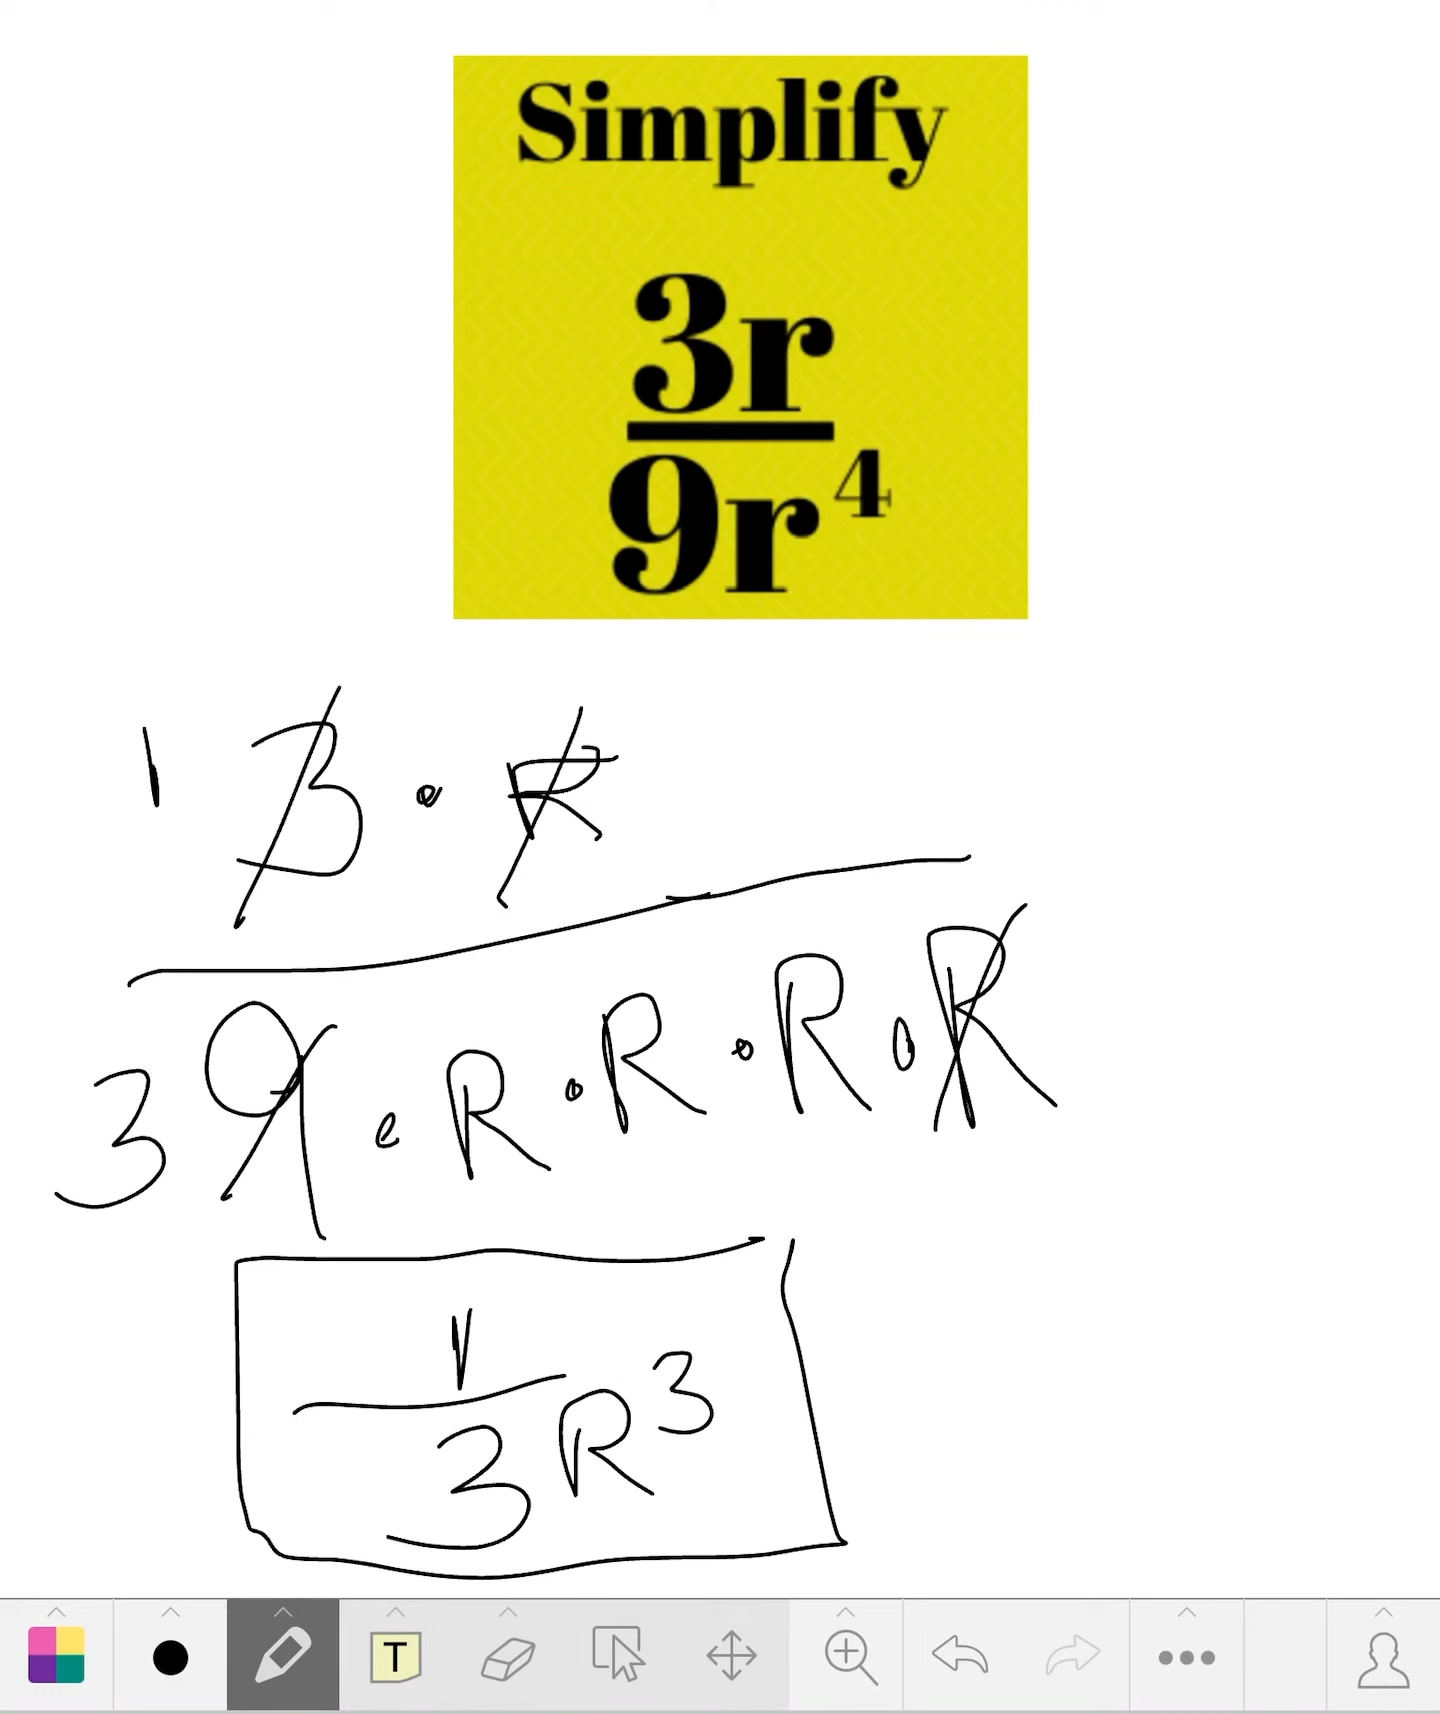 Simplify
3r
9r⁴
1 3 • R
3 9 • R • R • R • R
1
3R³
T